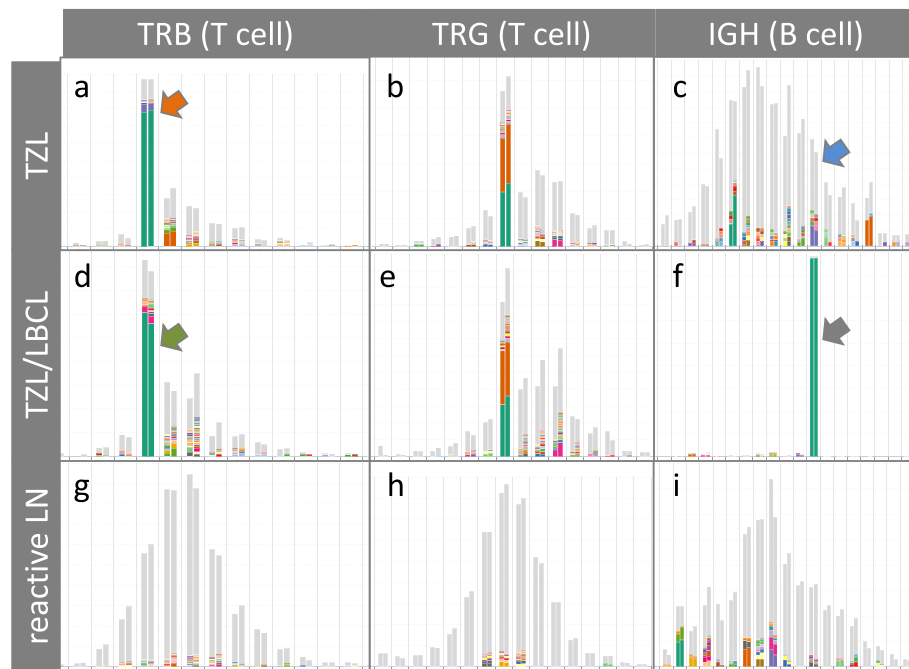 TRB (T cell)
TRG (T cell)
IGH (B cell)
TZL
a
b
c
TZL/LBCL
d
e
f
reactive LN
g
h
i